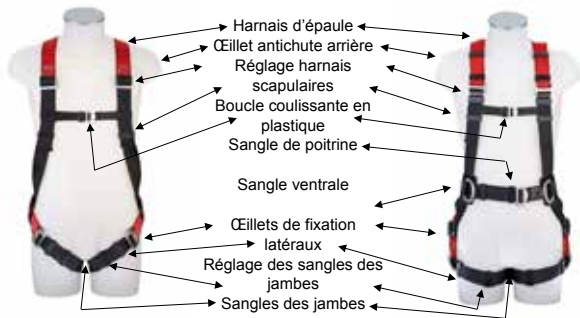 Harnais d'épaule
Œillet antichute arrière
Réglage harnais
scapulaires
Boucle coulissante en
plastique
Sangle de poitrine
Sangle ventrale
Œillets de fixation
latéraux
Réglage des sangles des
jambes
Sangles des jambes